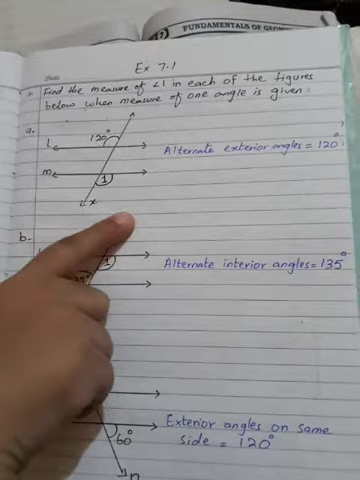 FUNDAMENTALS OF GEO
Ex 7.1
1. Find the measure of ∠1 in each of the figures
below when measure of one angle is given:
a.
120°
l
m
1
Alternate exterior angles = 120°
b-
1
Alternate interior angles = 135°
60°
Exterior angles on same
side = 120°
n